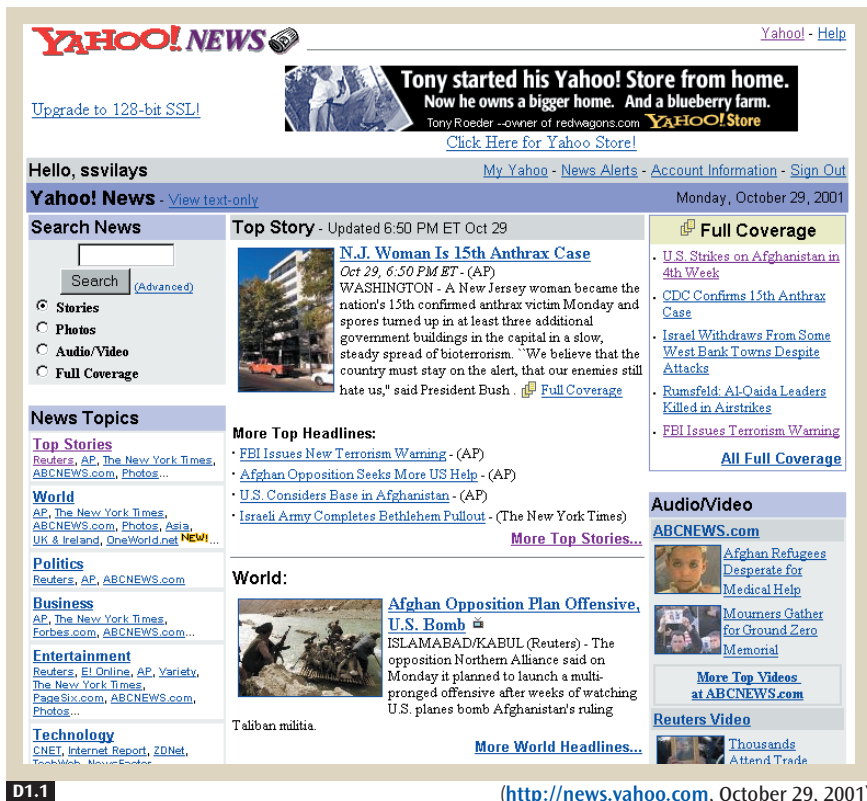 YAHOO! NEWS
Yahoo! - Help
Upgrade to 128-bit SSL!
Tony started his Yahoo! Store from home.
Now he owns a bigger home. And a blueberry farm.
Tony Roeder --owner of redwagons.com YAHOO! Store
Click Here for Yahoo Store!
Hello, ssvilays
My Yahoo - News Alerts - Account Information - Sign Out
Yahoo! News - View text-only
Monday, October 29, 2001
Search News
Search (Advanced)
Stories
Photos
Audio/Video
Full Coverage
News Topics
Top Stories
Reuters, AP, The New York Times,
ABCNEWS.com, Photos...
World
AP, The New York Times,
ABCNEWS.com, Photos, Asia,
UK & Ireland, OneWorld.net NEW!...
Politics
Reuters, AP, ABCNEWS.com
Business
AP, The New York Times,
Forbes.com, ABCNEWS.com...
Entertainment
Reuters, E! Online, AP, Variety,
The New York Times,
PageSix.com, ABCNEWS.com,
Photos...
Technology
CNET, Internet Report, ZDNet,
TechWeb, NewsFactor
Top Story - Updated 6:50 PM ET Oct 29
N.J. Woman Is 15th Anthrax Case
Oct 29, 6:50 PM ET - (AP)
WASHINGTON - A New Jersey woman became the
nation's 15th confirmed anthrax victim Monday and
spores turned up in at least three additional
government buildings in the capital in a slow,
steady spread of bioterrorism. ``We believe that the
country must stay on the alert, that our enemies still
hate us," said President Bush . Full Coverage
More Top Headlines:
· FBI Issues New Terrorism Warning - (AP)
· Afghan Opposition Seeks More US Help - (AP)
· U.S. Considers Base in Afghanistan - (AP)
· Israeli Army Completes Bethlehem Pullout - (The New York Times)
More Top Stories...
World:
Afghan Opposition Plan Offensive,
U.S. Bomb
ISLAMABAD/KABUL (Reuters) - The
opposition Northern Alliance said on
Monday it planned to launch a multi-
pronged offensive after weeks of watching
U.S. planes bomb Afghanistan's ruling
Taliban militia.
More World Headlines...
Full Coverage
· U.S. Strikes on Afghanistan in
4th Week
· CDC Confirms 15th Anthrax
Case
· Israel Withdraws From Some
West Bank Towns Despite
Attacks
· Rumsfeld: Al-Qaida Leaders
Killed in Airstrikes
· FBI Issues Terrorism Warning
All Full Coverage
Audio/Video
ABCNEWS.com
Afghan Refugees
Desperate for
Medical Help
Mourners Gather
for Ground Zero
Memorial
More Top Videos
at ABCNEWS.com
Reuters Video
Thousands
Attend Trade
D1.1
(http://news.yahoo.com, October 29, 2001)